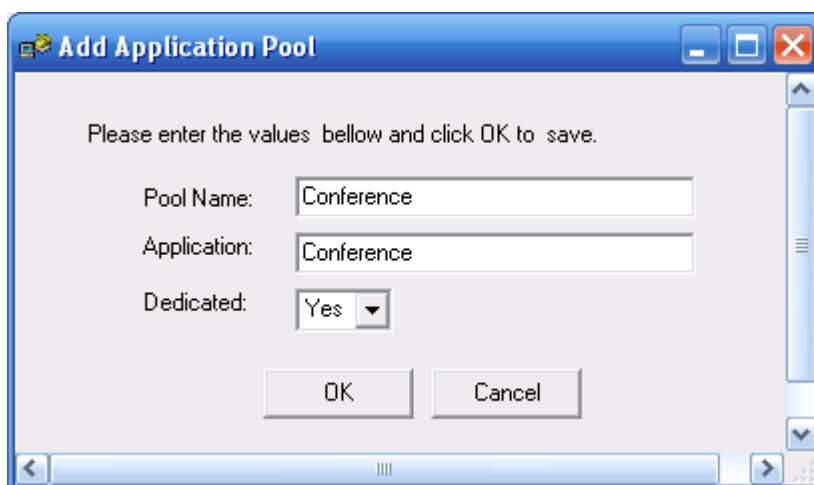 Add Application Pool
Please enter the values  bellow and click OK to  save.
Pool Name: Conference
Application: Conference
Dedicated: Yes
OK Cancel